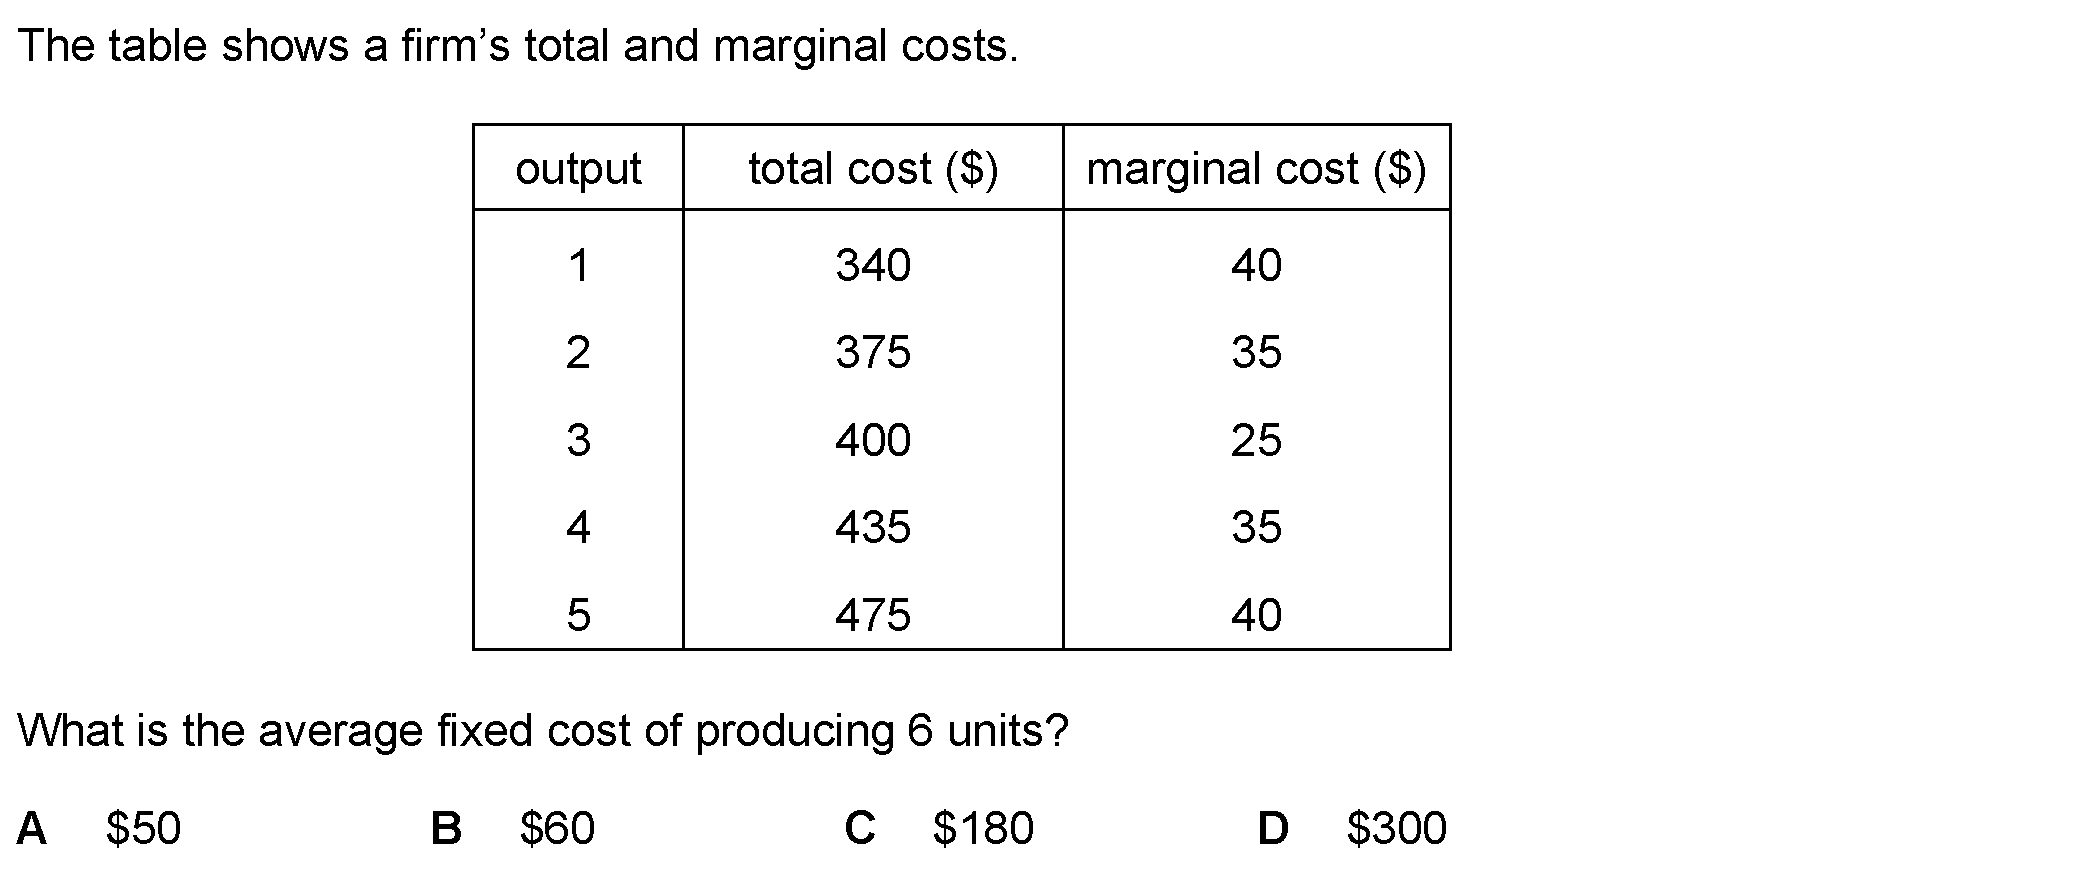 The table shows a firm’s total and marginal costs.
output total cost ($) marginal cost ($)
1 340 40
2 375 35
3 400 25
4 435 35
5 475 40
What is the average fixed cost of producing 6 units?
A $50 B $60 C $180 D $300